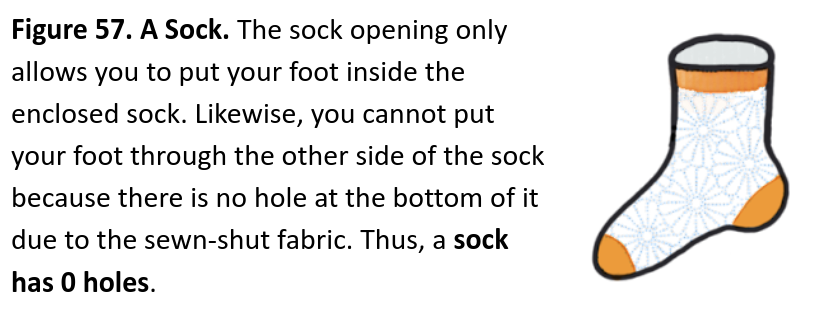 Figure 57. A Sock. The sock opening only
allows you to put your foot inside the
enclosed sock. Likewise, you cannot put
your foot through the other side of the sock
because there is no hole at the bottom of it
due to the sewn-shut fabric. Thus, a sock
has 0 holes.